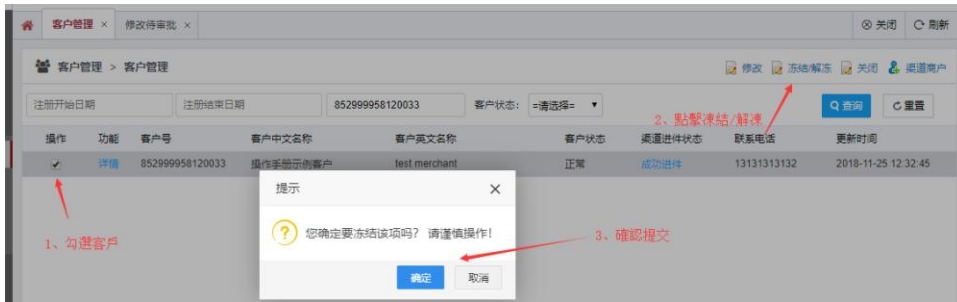 客户管理 × 修改待审批 × 关闭 刷新
客户管理 > 客户管理 修改 冻结/解冻 关闭 渠道商户
注册开始日期 注册结束日期 852999958120033 客户状态: =请选择= 查询 重置
2、點擊凍結/解凍
操作 功能 客户号 客户中文名称 客户英文名称 客户状态 渠道进件状态 联系电话 更新时间
详情 852999958120033 操作手册示例客户 test merchant 正常 成功进件 13131313132 2018-11-25 12:32:45
提示 ×
您确定要冻结该项吗? 请谨慎操作!
1、勾選客戶
3、確認提交
确定 取消